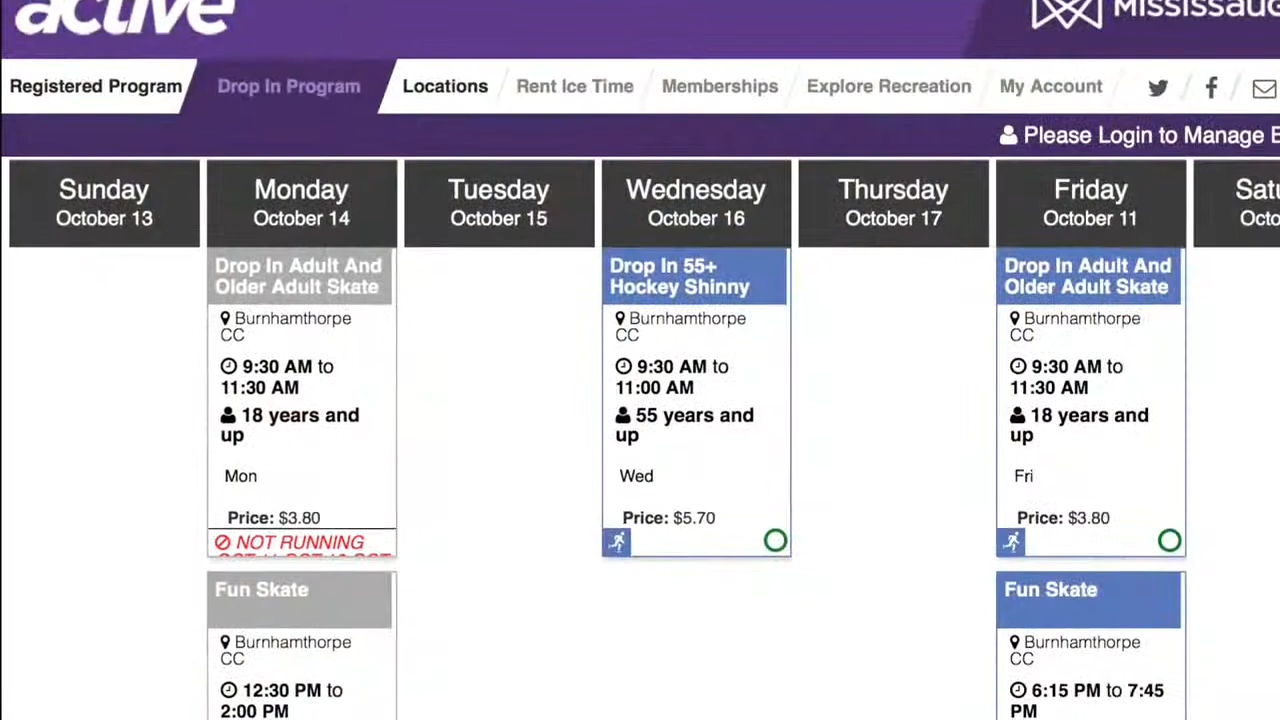 active
Registered Program
Drop In Program
Locations
Rent Ice Time
Memberships
Explore Recreation
My Account
Please Login to Manage
Sunday
October 13
Monday
October 14
Tuesday
October 15
Wednesday
October 16
Thursday
October 17
Friday
October 11
Drop In Adult And
Older Adult Skate
Burnhamthorpe
CC
9:30 AM to
11:30 AM
18 years and
up
Mon
Price: $3.80
NOT RUNNING
Fun Skate
Burnhamthorpe
CC
12:30 PM to
2:00 PM
Drop In 55+
Hockey Shinny
Burnhamthorpe
CC
9:30 AM to
11:00 AM
55 years and
up
Wed
Price: $5.70
Drop In Adult And
Older Adult Skate
Burnhamthorpe
CC
9:30 AM to
11:30 AM
18 years and
up
Fri
Price: $3.80
Fun Skate
Burnhamthorpe
CC
6:15 PM to 7:45
PM